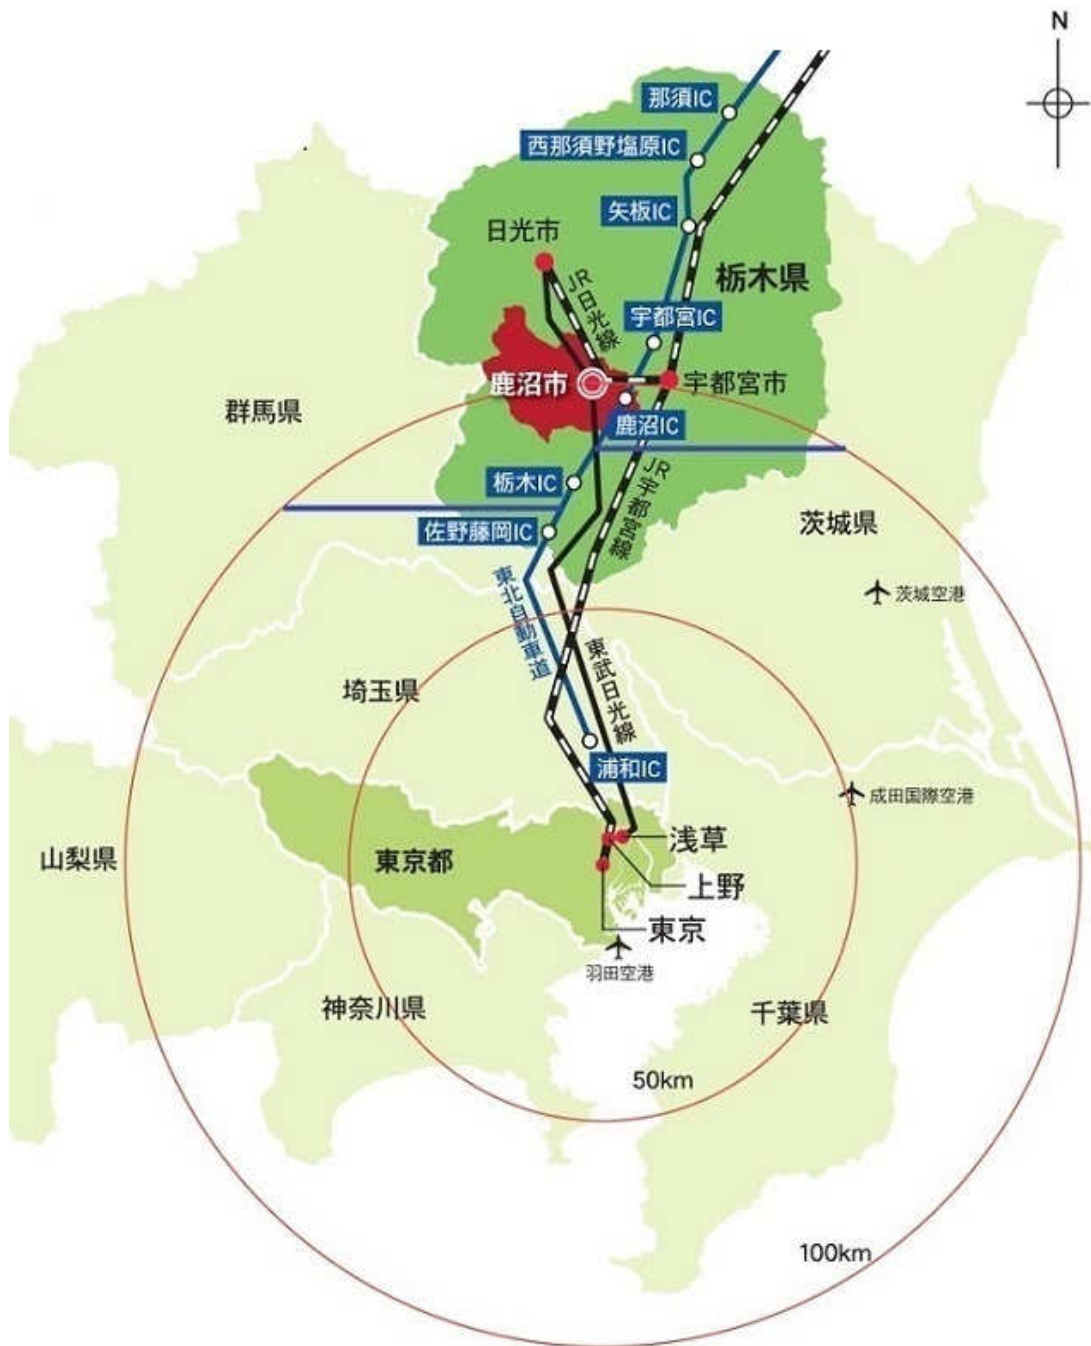 N
那須IC
西那須野塩原IC
矢板IC
日光市
栃木県
JR日光線
宇都宮IC
鹿沼市
宇都宮市
鹿沼IC
群馬県
JR宇都宮線
栃木IC
佐野藤岡IC
茨城県
東北自動車道
茨城空港
東武日光線
埼玉県
浦和IC
成田国際空港
浅草
山梨県
東京都
上野
東京
羽田空港
神奈川県
千葉県
50km
100km